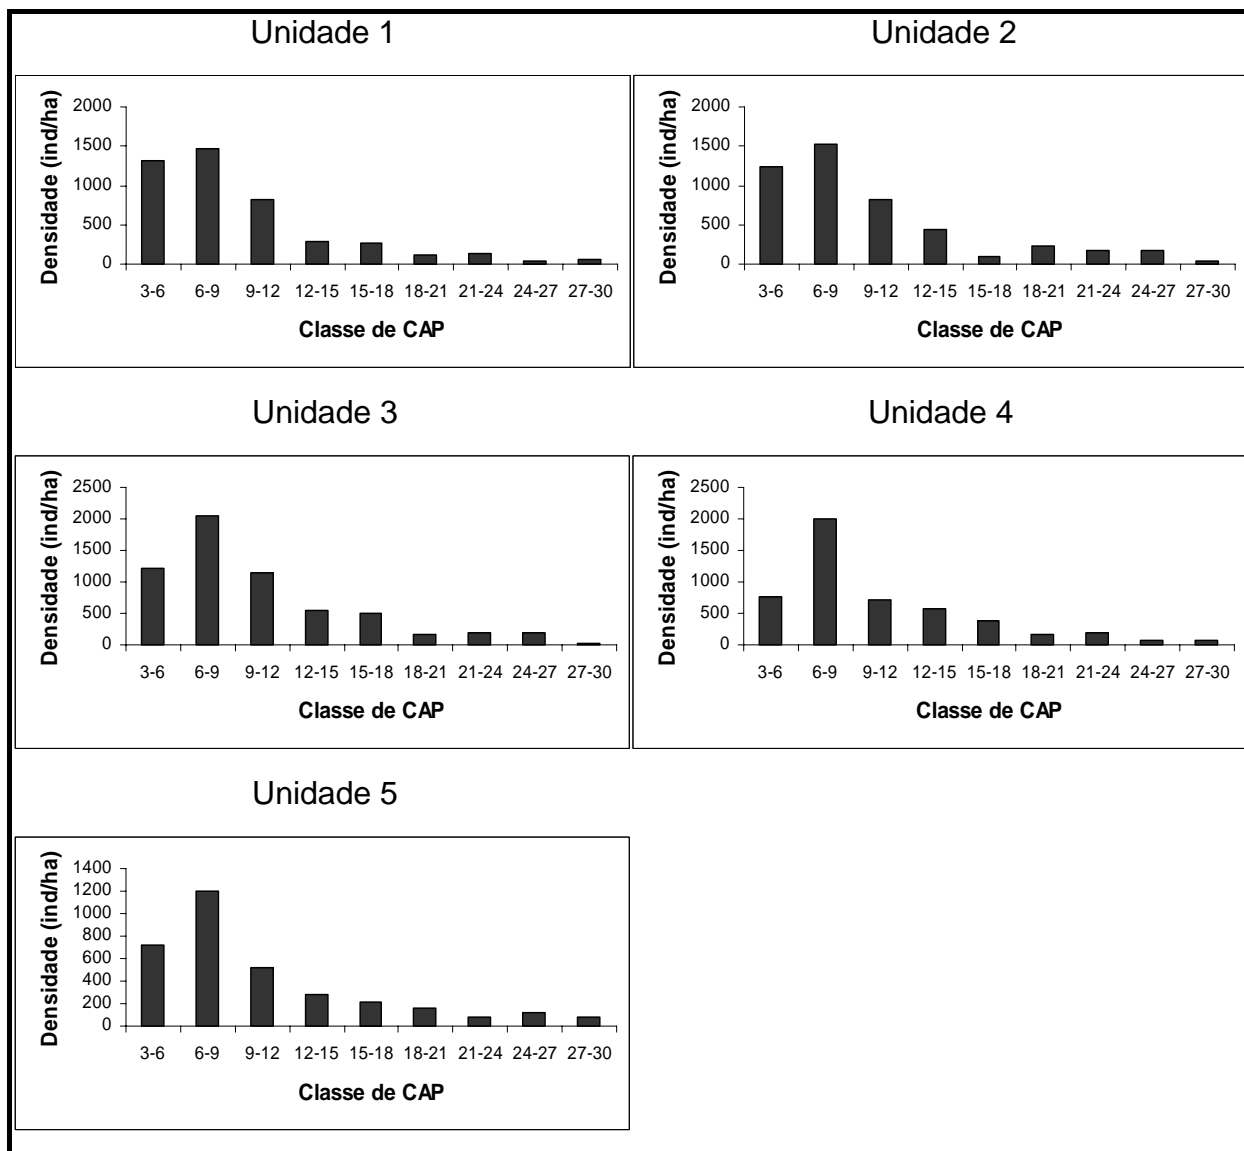 Unidade 1
Densidade (ind/ha)
2000
1500
1000
500
0
3-6 6-9 9-12 12-15 15-18 18-21 21-24 24-27 27-30
Classe de CAP
Unidade 2
Densidade (ind/ha)
2000
1500
1000
500
0
3-6 6-9 9-12 12-15 15-18 18-21 21-24 24-27 27-30
Classe de CAP
Unidade 3
Densidade (ind/ha)
2500
2000
1500
1000
500
0
3-6 6-9 9-12 12-15 15-18 18-21 21-24 24-27 27-30
Classe de CAP
Unidade 4
Densidade (ind/ha)
2500
2000
1500
1000
500
0
3-6 6-9 9-12 12-15 15-18 18-21 21-24 24-27 27-30
Classe de CAP
Unidade 5
Densidade (ind/ha)
1400
1200
1000
800
600
400
200
0
3-6 6-9 9-12 12-15 15-18 18-21 21-24 24-27 27-30
Classe de CAP